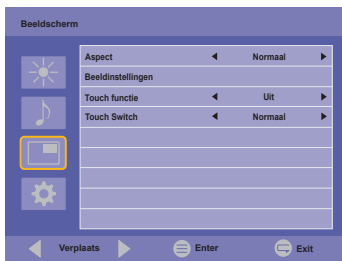 Beeldscherm
Aspect Normaal
Beeldinstellingen
Touch functie Uit
Touch Switch Normaal
Verplaats Enter Exit